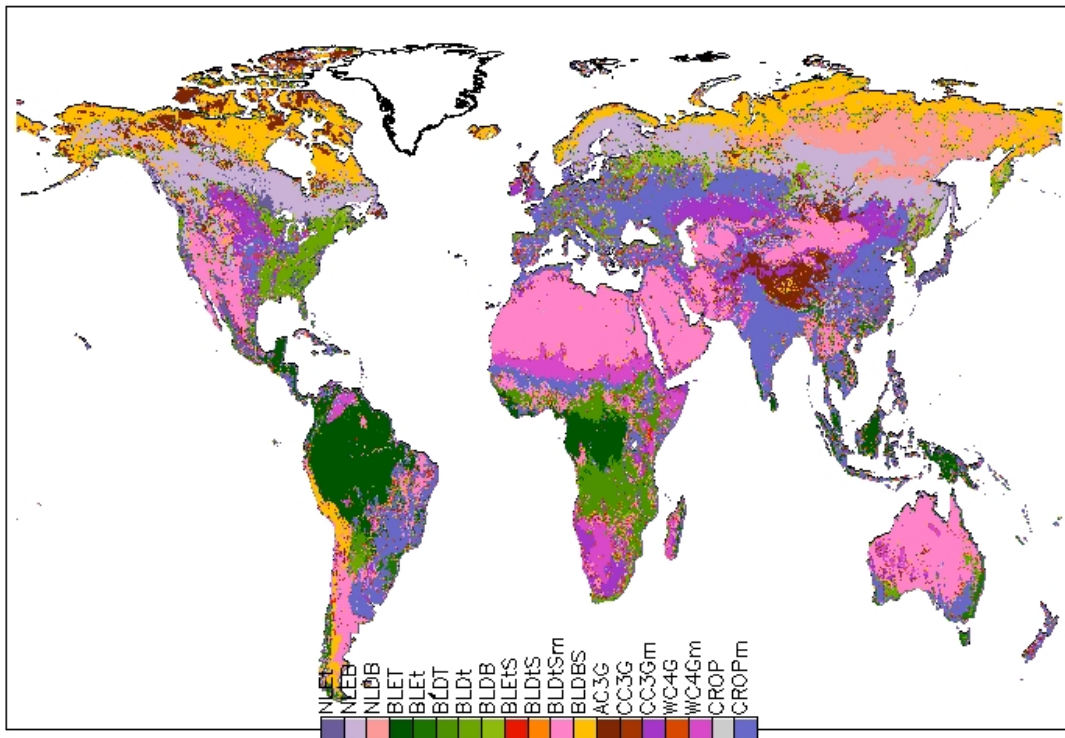 NLEt
NLEB
NLDB
BLET
BLEt
BLDT
BLDt
BLDB
BLEtS
BLDtS
BLDtSm
BLDBS
AC3G
CC3G
CC3Gm
WC4G
WC4Gm
CROP
CROPm